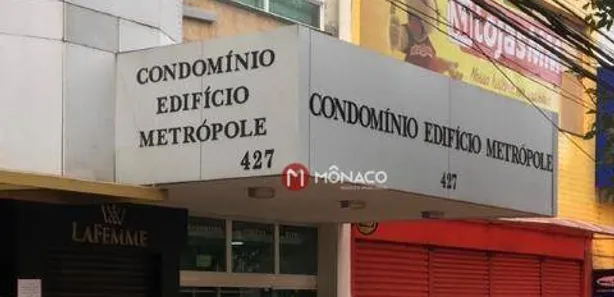 CONDOMÍNIO
EDIFÍCIO
METRÓPOLE
427
CONDOMÍNIO EDIFÍCIO METRÓPOLE
427
M MÔNACO
LAFEMME